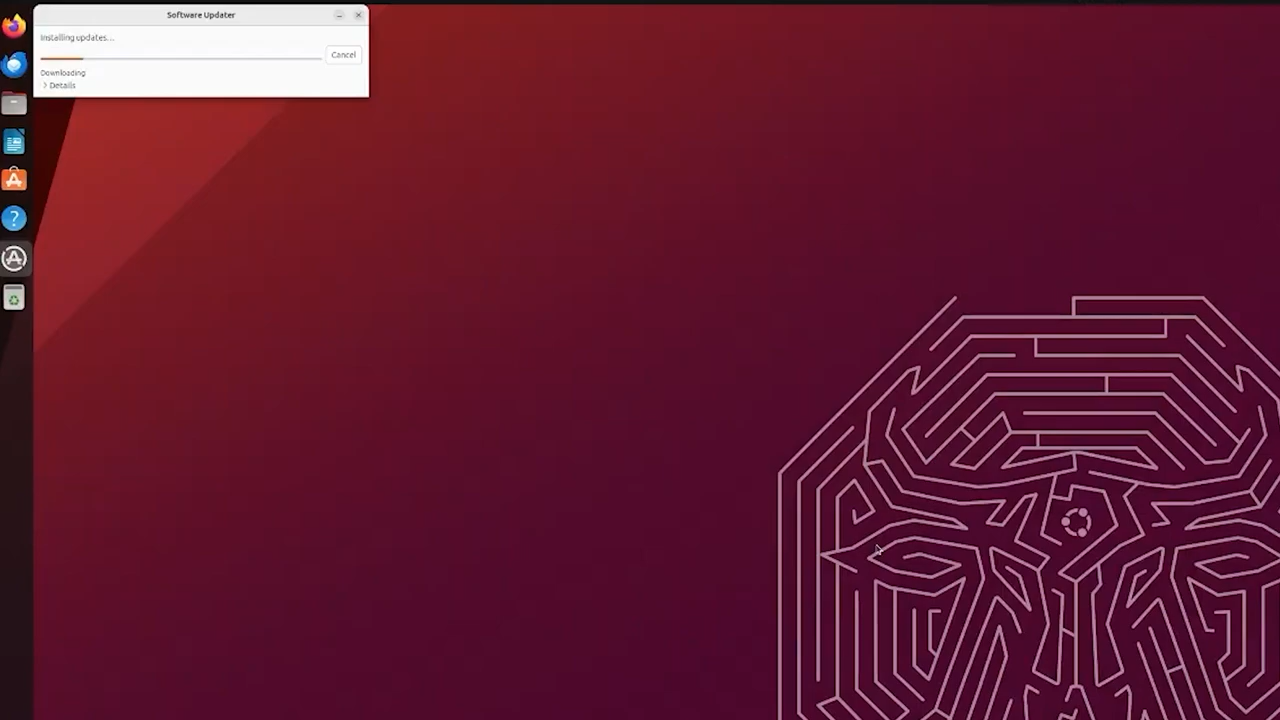 Software Updater
Installing updates...
Cancel
Downloading
Details